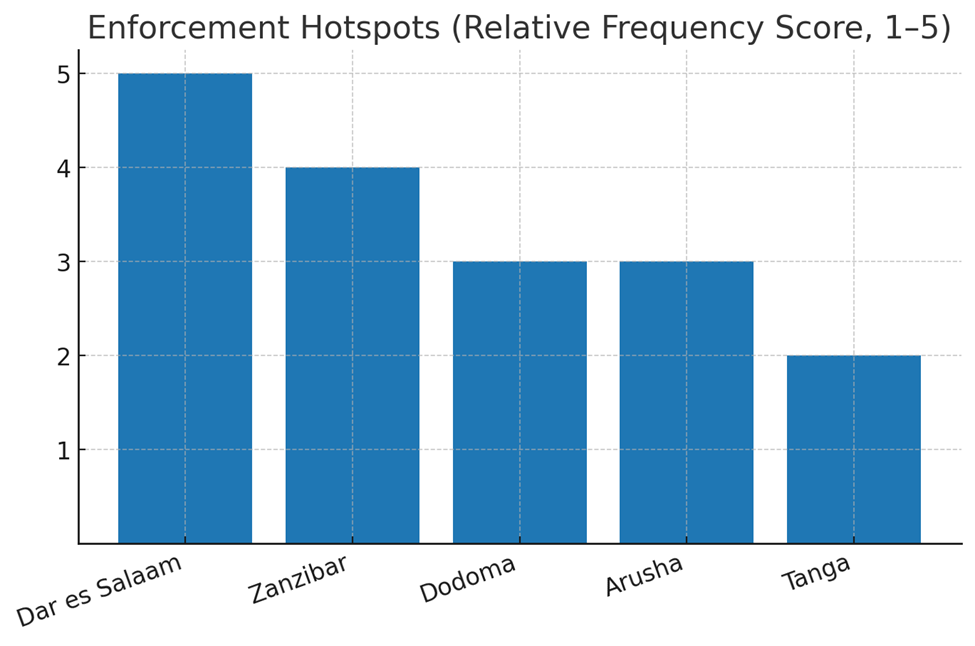 Enforcement Hotspots (Relative Frequency Score, 1–5)
5
4
3
2
1
Dar es Salaam
Zanzibar
Dodoma
Arusha
Tanga